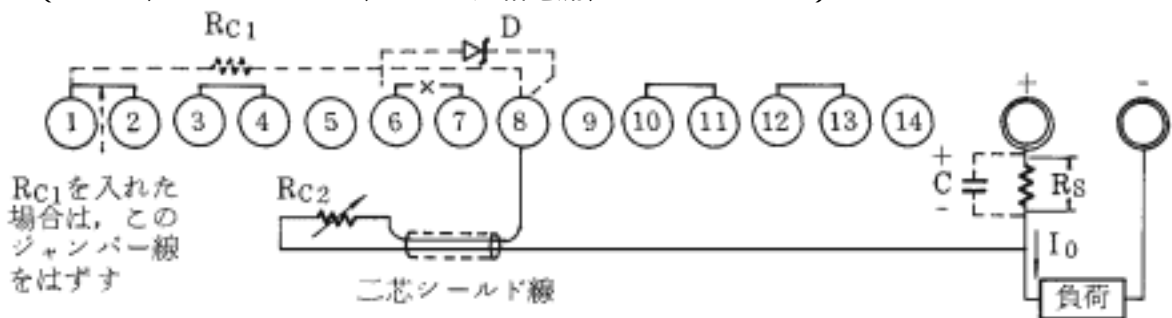 RC1
D
1 2 3 4 5 6 7 8 9 10 11 12 13 14
+ -
RC1を入れた
場合は，この
ジャンパー線
をはずす
RC2
二芯シールド線
+
C
-
RS
I0
負荷